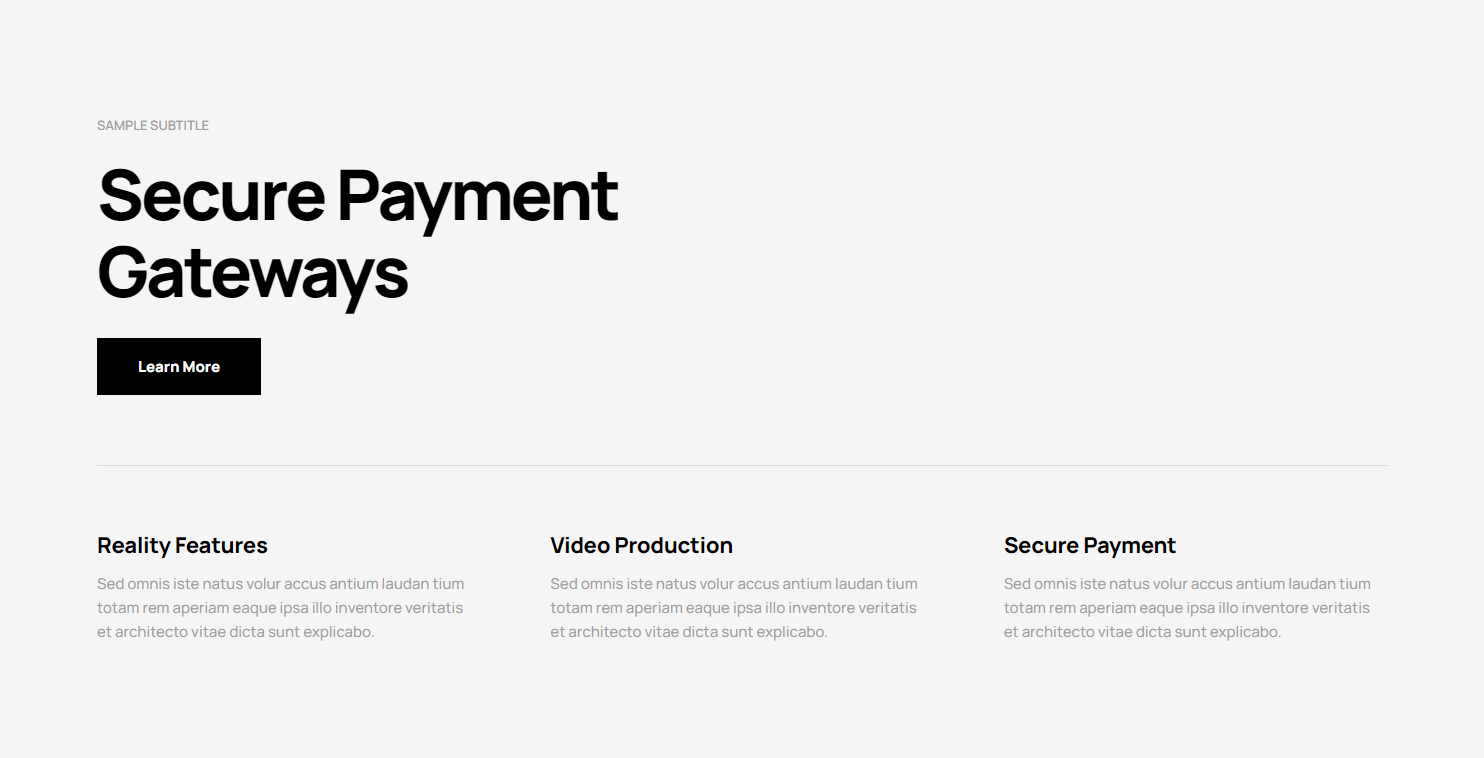 SAMPLE SUBTITLE
Secure Payment
Gateways
Learn More
Reality Features
Sed omnis iste natus volur accus antium laudan tium
totam rem aperiam eaque ipsa illo inventore veritatis
et architecto vitae dicta sunt explicabo.
Video Production
Sed omnis iste natus volur accus antium laudan tium
totam rem aperiam eaque ipsa illo inventore veritatis
et architecto vitae dicta sunt explicabo.
Secure Payment
Sed omnis iste natus volur accus antium laudan tium
totam rem aperiam eaque ipsa illo inventore veritatis
et architecto vitae dicta sunt explicabo.